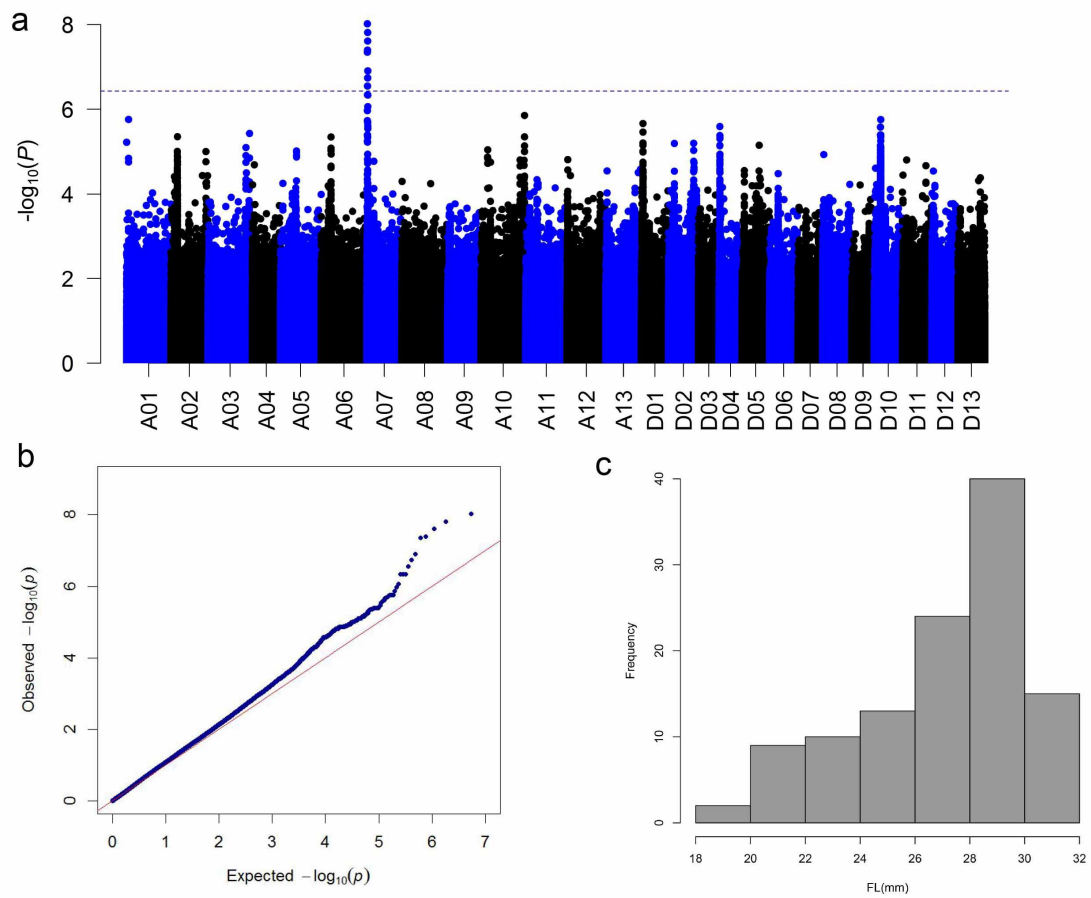 a
8
6
4
2
0
-log10(P)
A01 A02 A03 A04 A05 A06 A07 A08 A09 A10 A11 A12 A13 D01 D02 D03 D04 D05 D06 D07 D08 D09 D10 D11 D12 D13
b
8
6
4
2
0
Observed −log10(p)
0 1 2 3 4 5 6 7
Expected −log10(p)
c
40
30
20
10
0
Frequency
18 20 22 24 26 28 30 32
FL(mm)